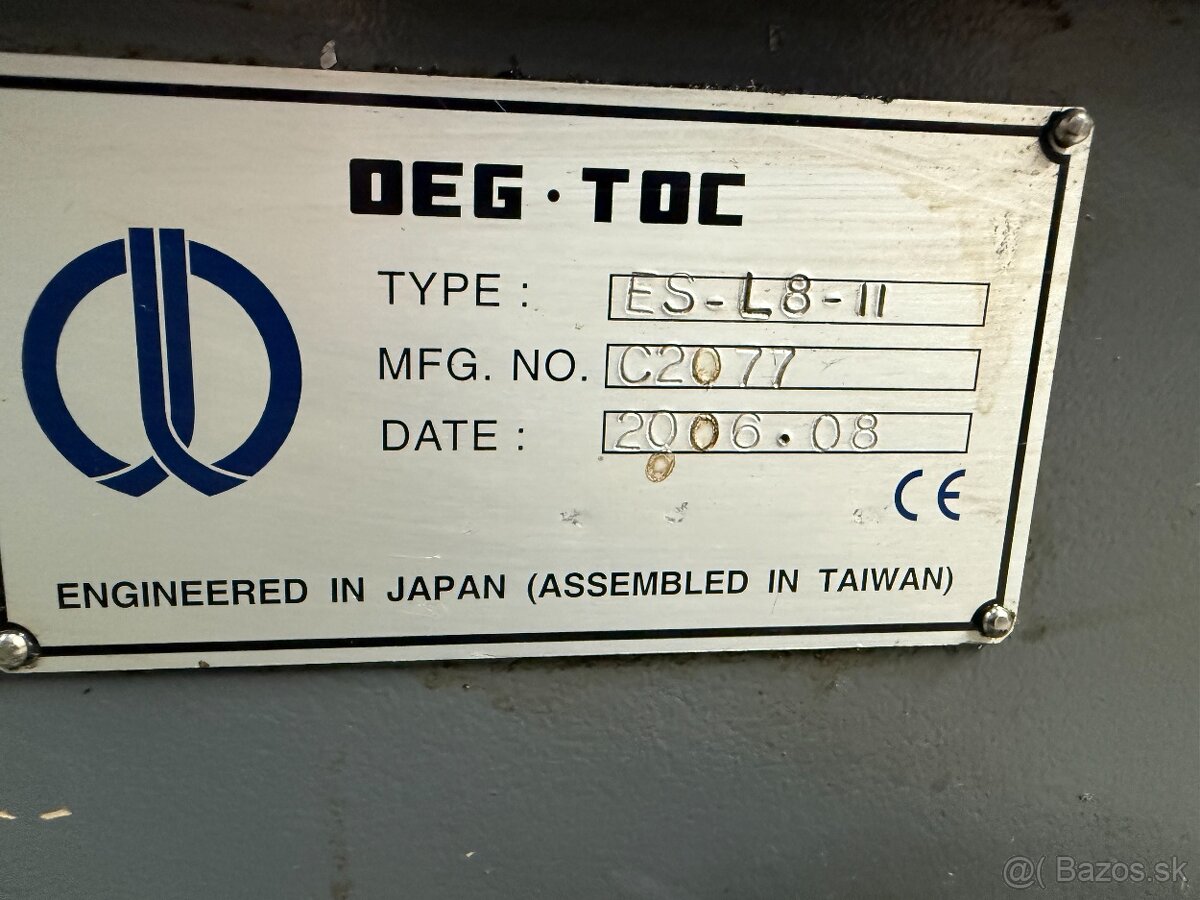 OEG·TOC
TYPE : ES-L8-II
MFG. NO. C2077
DATE : 2006.08
CE
ENGINEERED IN JAPAN (ASSEMBLED IN TAIWAN)
@( Bazos.sk